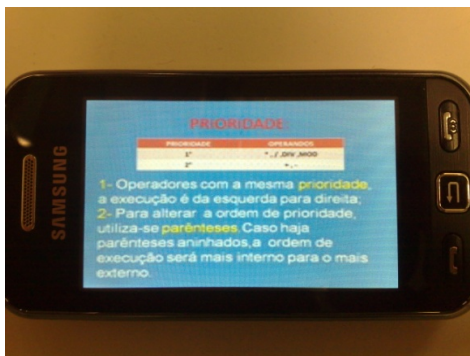 SAMSUNG
PRIORIDADE:
PRIORIDADE OPERANDOS
1º * , / ,DIV ,MOD
2º + , -
1- Operadores com a mesma prioridade,
a execução é da esquerda para direita;
2- Para alterar a ordem de prioridade,
utiliza-se parênteses.Caso haja
parênteses aninhados,a ordem de
execução será mais interno para o mais
externo.